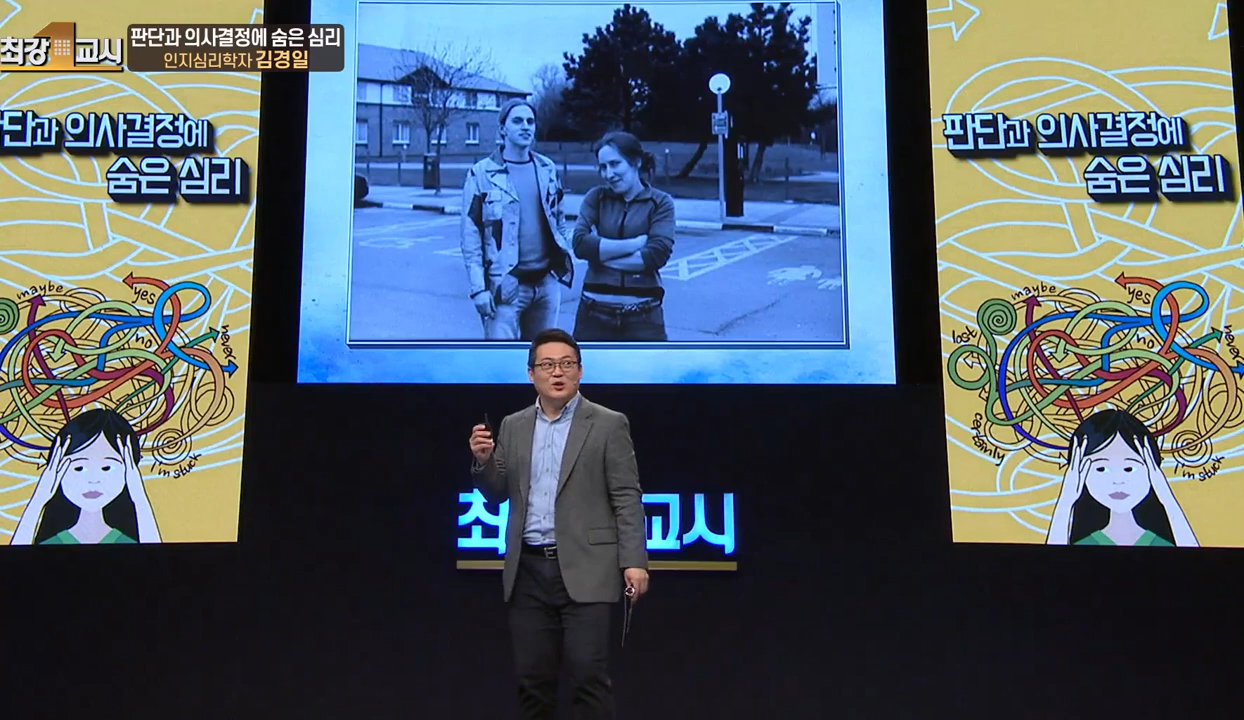 최강1교시
판단과 의사결정에 숨은 심리
인지심리학자 김경일
판단과 의사결정에
숨은 심리
maybe
yes
no
never
I'm stuck
판단과 의사결정에
숨은 심리
maybe
yes
lost
no
never
certainly
I'm stuck
최 교시